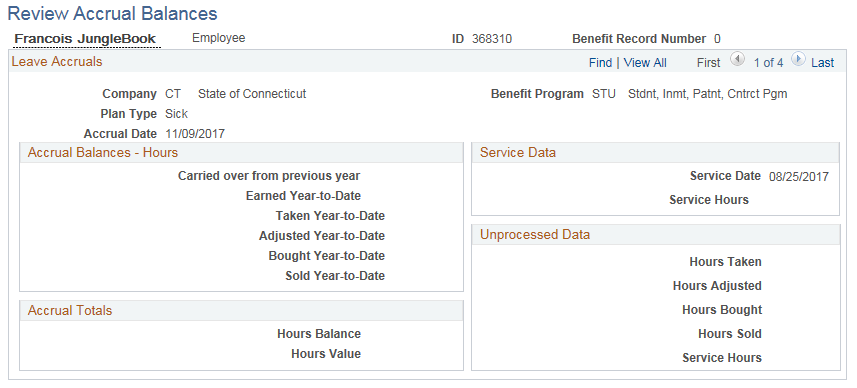 Review Accrual Balances
Francois JungleBook Employee ID 368310 Benefit Record Number 0
Leave Accruals Find | View All First 1 of 4 Last
Company CT State of Connecticut Benefit Program STU Stdnt, Inmt, Patnt, Cntrct Pgm
Plan Type Sick
Accrual Date 11/09/2017
Accrual Balances - Hours
Carried over from previous year
Earned Year-to-Date
Taken Year-to-Date
Adjusted Year-to-Date
Bought Year-to-Date
Sold Year-to-Date
Accrual Totals
Hours Balance
Hours Value
Service Data
Service Date 08/25/2017
Service Hours
Unprocessed Data
Hours Taken
Hours Adjusted
Hours Bought
Hours Sold
Service Hours